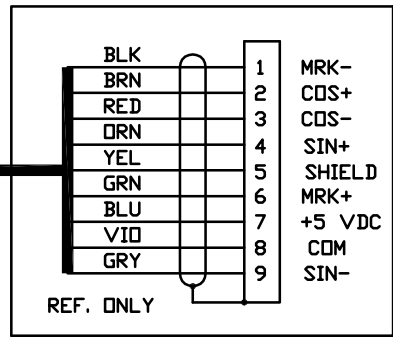 BLK 1 MRK-
BRN 2 COS+
RED 3 COS-
ORN 4 SIN+
YEL 5 SHIELD
GRN 6 MRK+
BLU 7 +5 VDC
VIO 8 COM
GRY 9 SIN-
REF. ONLY